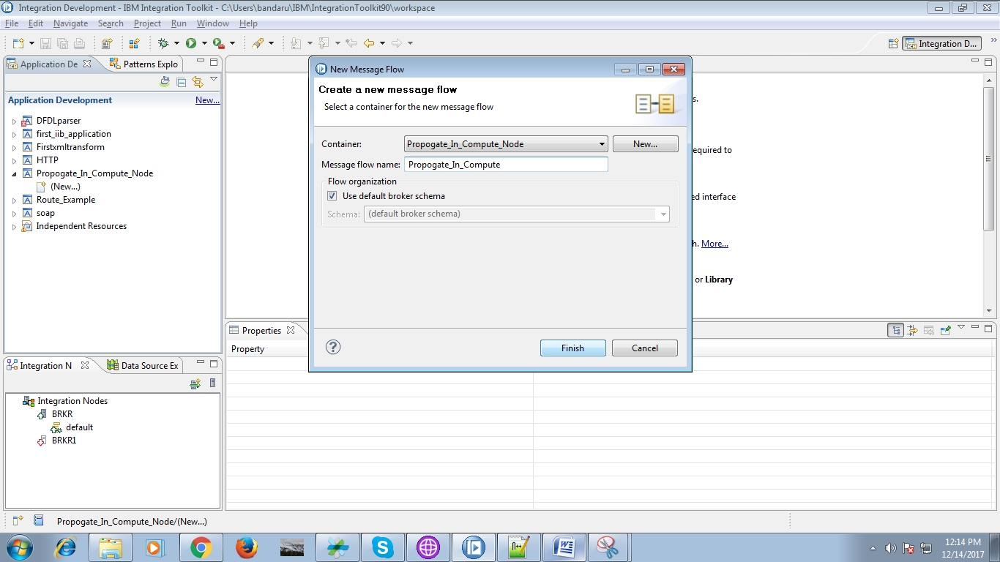 Integration Development - IBM Integration Toolkit - C:\Users\bandaru\IBM\IntegrationToolkit90\workspace
File Edit Navigate Search Project Run Window Help
Integration D...
Application De
Patterns Explo
Application Development New...
DFDLparser
first_iib_application
Firstxmltransform
HTTP
Propogate_In_Compute_Node
(New...)
Route_Example
soap
Independent Resources
New Message Flow
Create a new message flow
Select a container for the new message flow
Container: Propogate_In_Compute_Node New...
Message flow name: Propogate_In_Compute
Flow organization
Use default broker schema
Schema: (default broker schema)
Finish Cancel
s.
equired to
ed interface
h. More...
or Library
Properties
Property
Integration N
Data Source Ex
Integration Nodes
BRKR
default
BRKR1
Propogate_In_Compute_Node/(New...)
12:14 PM
12/14/2017